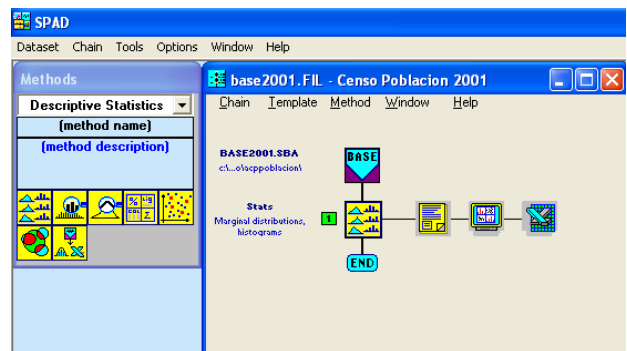 SPAD
Dataset Chain Tools Options Window Help
Methods
Descriptive Statistics
(method name)
(method description)
base2001.FIL - Censo Poblacion 2001
Chain Template Method Window Help
BASE2001.SBA
c:\...o\acppoblacion\
BASE
Stats
Marginal distributions,
histograms
1
END